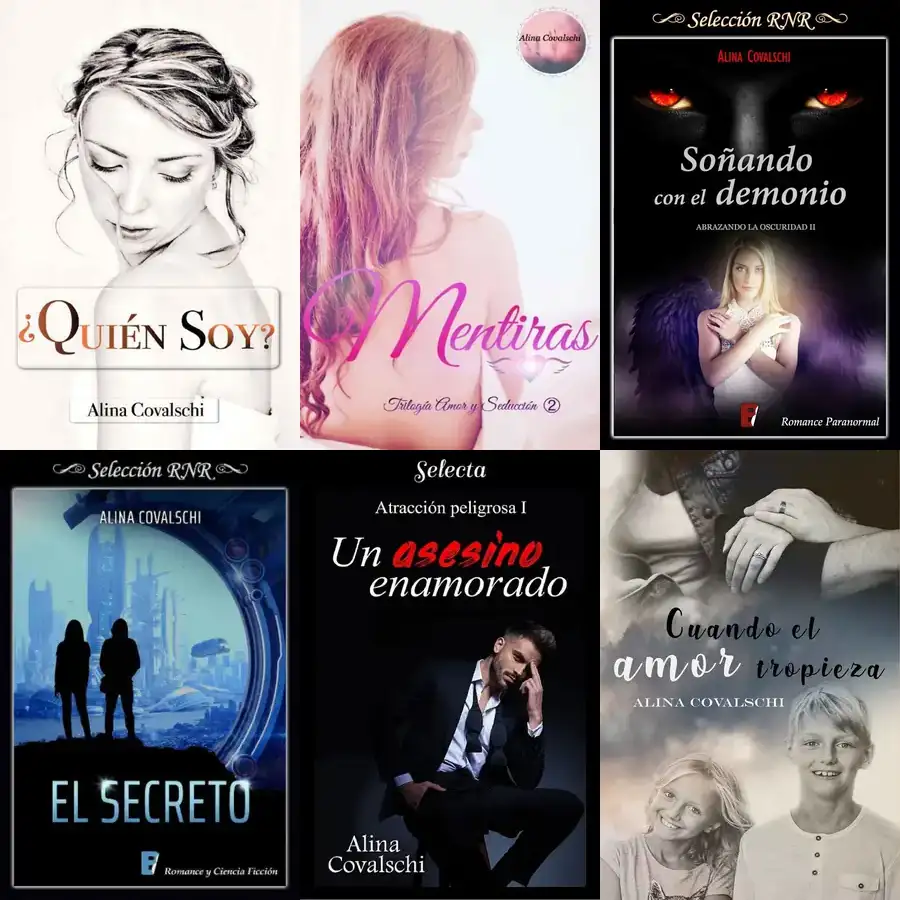 ¿QUIÉN SOY?
Alina Covalschi
Alina Covalschi
Mentiras
Trilogía Amor y Seducción ②
Selección RNR
ALINA COVALSCHI
Soñando
con el demonio
ABRAZANDO LA OSCURIDAD II
Romance Paranormal
Selección RNR
ALINA COVALSCHI
EL SECRETO
Romance y Ciencia Ficción
Selecta
Atracción peligrosa I
Un asesino
enamorado
Alina
Covalschi
Cuando el
amor tropieza
ALINA COVALSCHI